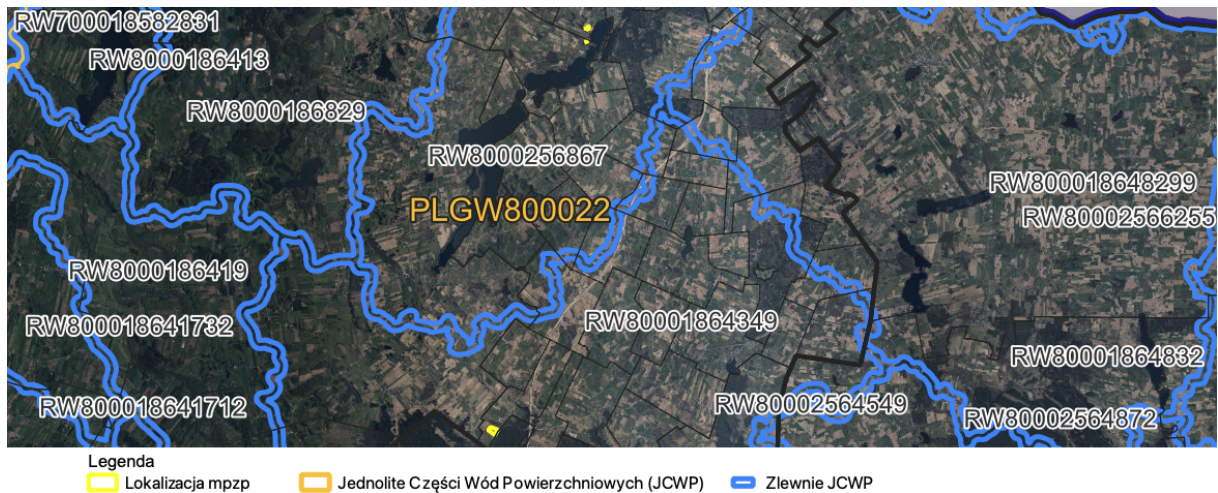 RW700018582831
RW8000186413
RW8000186829
RW8000256867
RW800018648299
PLGW800022
RW80002566255
RW8000186419
RW800018641732
RW80001864349
RW80001864832
RW800018641712
RW80002564549
RW80002564872
Legenda
Lokalizacja mpzp
Jednolite Części Wód Powierzchniowych (JCWP)
Zlewnie JCWP